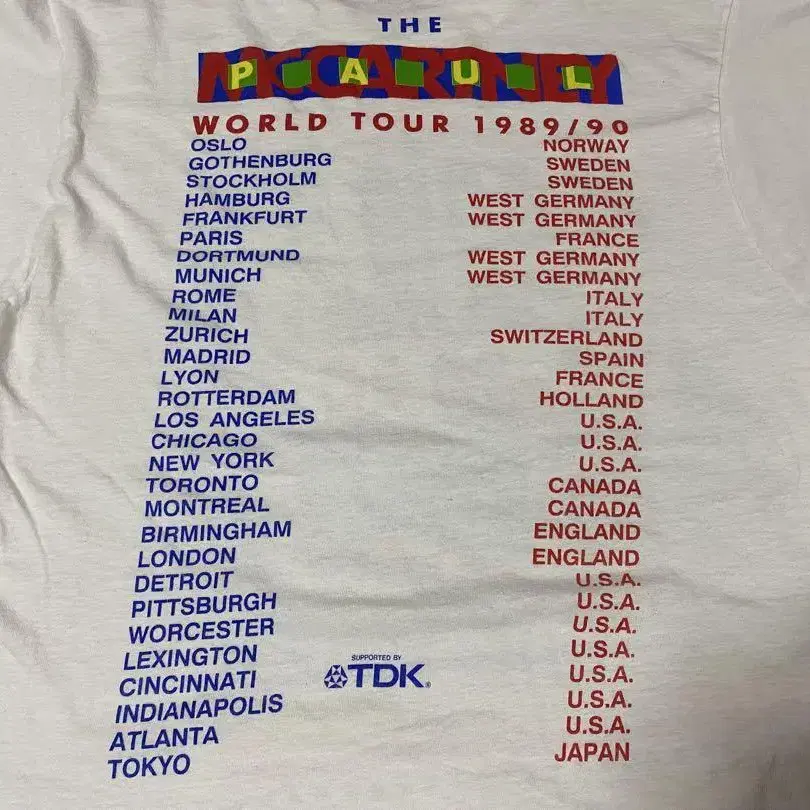 THE
PAUL McCARTNEY
WORLD TOUR 1989/90
OSLO NORWAY
GOTHENBURG SWEDEN
STOCKHOLM SWEDEN
HAMBURG WEST GERMANY
FRANKFURT WEST GERMANY
PARIS FRANCE
DORTMUND WEST GERMANY
MUNICH WEST GERMANY
ROME ITALY
MILAN ITALY
ZURICH SWITZERLAND
MADRID SPAIN
LYON FRANCE
ROTTERDAM HOLLAND
LOS ANGELES U.S.A.
CHICAGO U.S.A.
NEW YORK U.S.A.
TORONTO CANADA
MONTREAL CANADA
BIRMINGHAM ENGLAND
LONDON ENGLAND
DETROIT U.S.A.
PITTSBURGH U.S.A.
WORCESTER U.S.A.
LEXINGTON U.S.A.
CINCINNATI U.S.A.
INDIANAPOLIS U.S.A.
ATLANTA U.S.A.
TOKYO JAPAN
SUPPORTED BY
TDK®